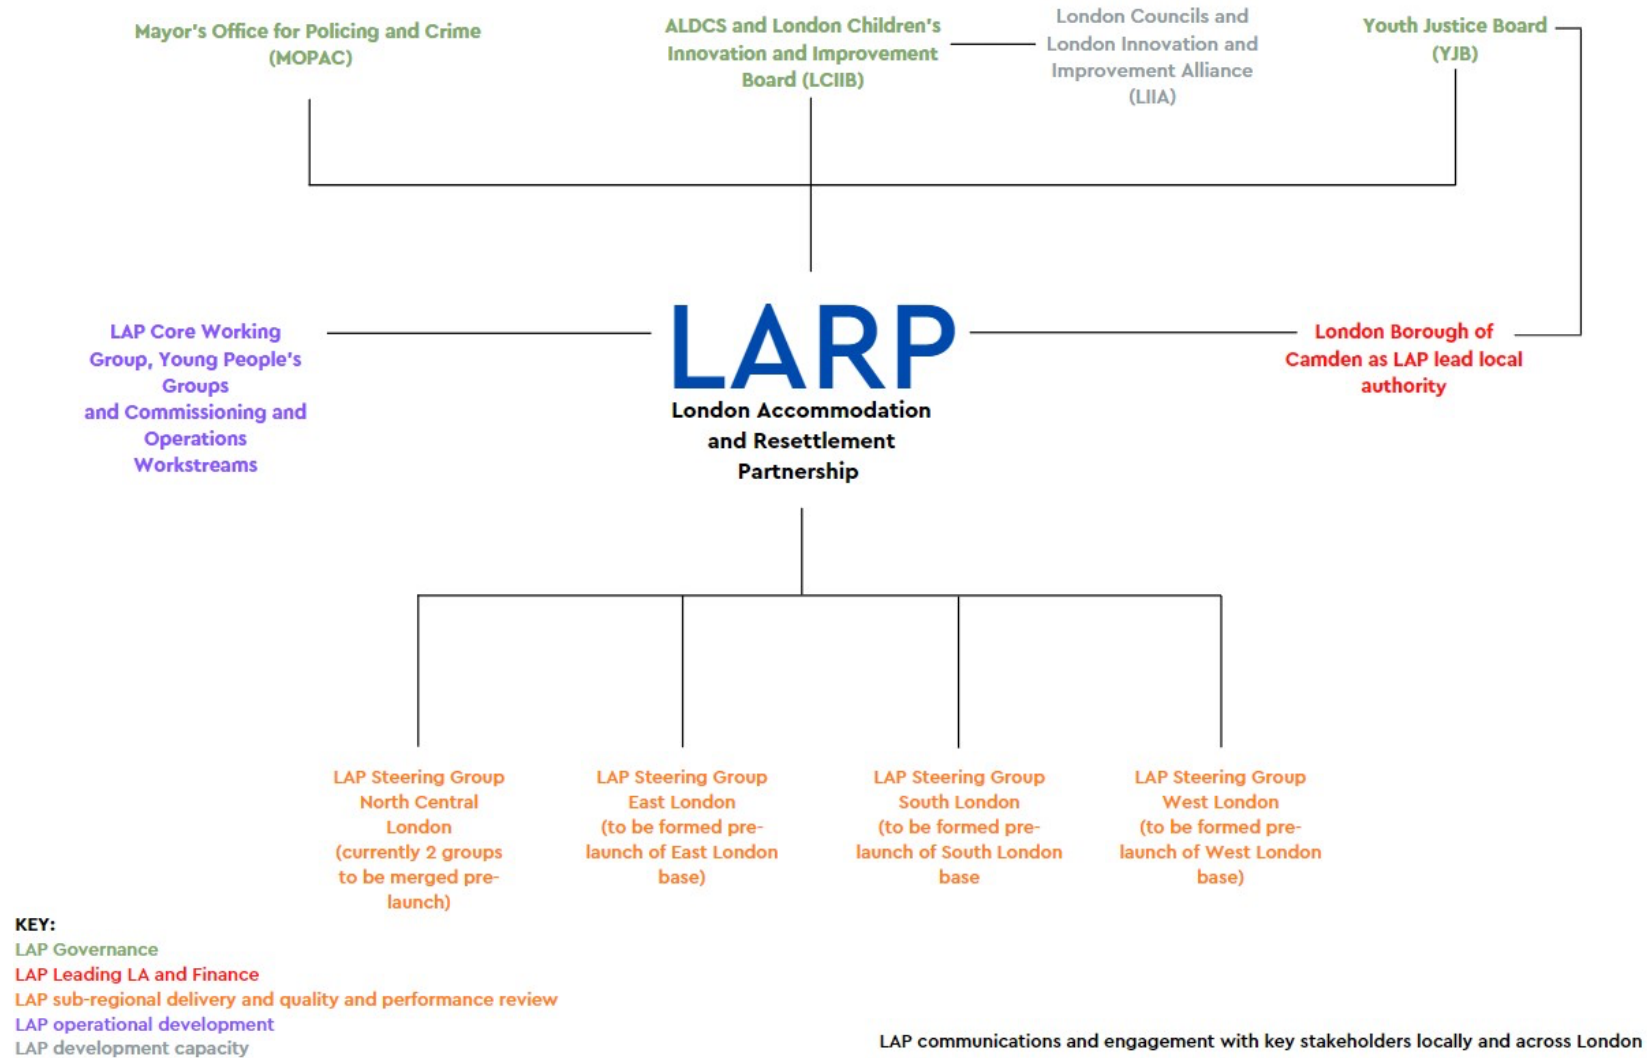 Mayor's Office for Policing and Crime
(MOPAC)
ALDCS and London Children's
Innovation and Improvement
Board (LCIIB)
London Councils and
London Innovation and
Improvement Alliance
(LIIA)
Youth Justice Board
(YJB)
LAP Core Working
Group, Young People's
Groups
and Commissioning and
Operations
Workstreams
LARP
London Accommodation
and Resettlement
Partnership
London Borough of
Camden as LAP lead local
authority
LAP Steering Group
North Central
London
(currently 2 groups
to be merged pre-
launch)
LAP Steering Group
East London
(to be formed pre-
launch of East London
base)
LAP Steering Group
South London
(to be formed pre-
launch of South London
base
LAP Steering Group
West London
(to be formed pre-
launch of West London
base)
KEY:
LAP Governance
LAP Leading LA and Finance
LAP sub-regional delivery and quality and performance review
LAP operational development
LAP development capacity
LAP communications and engagement with key stakeholders locally and across London